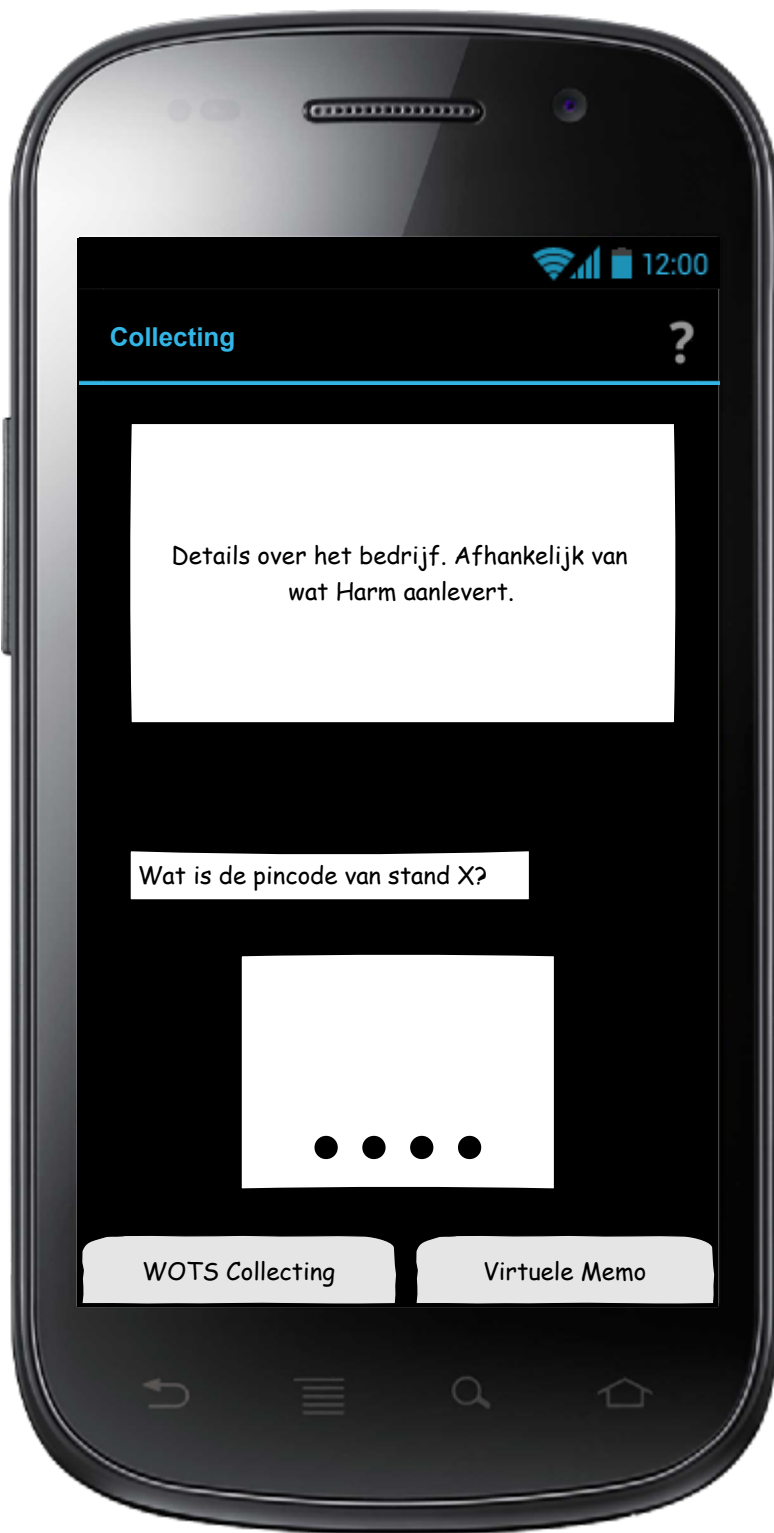 12:00
Collecting
?
Details over het bedrijf. Afhankelijk van
wat Harm aanlevert.
Wat is de pincode van stand X?
WOTS Collecting
Virtuele Memo